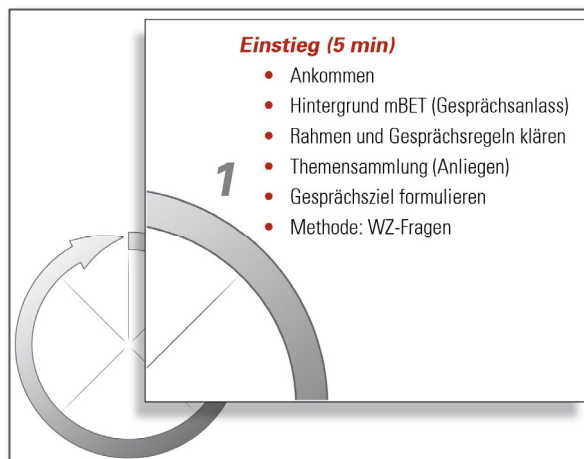 Einstieg (5 min)
• Ankommen
• Hintergrund mBET (Gesprächsanlass)
• Rahmen und Gesprächsregeln klären
• Themensammlung (Anliegen)
1
• Gesprächsziel formulieren
• Methode: WZ-Fragen